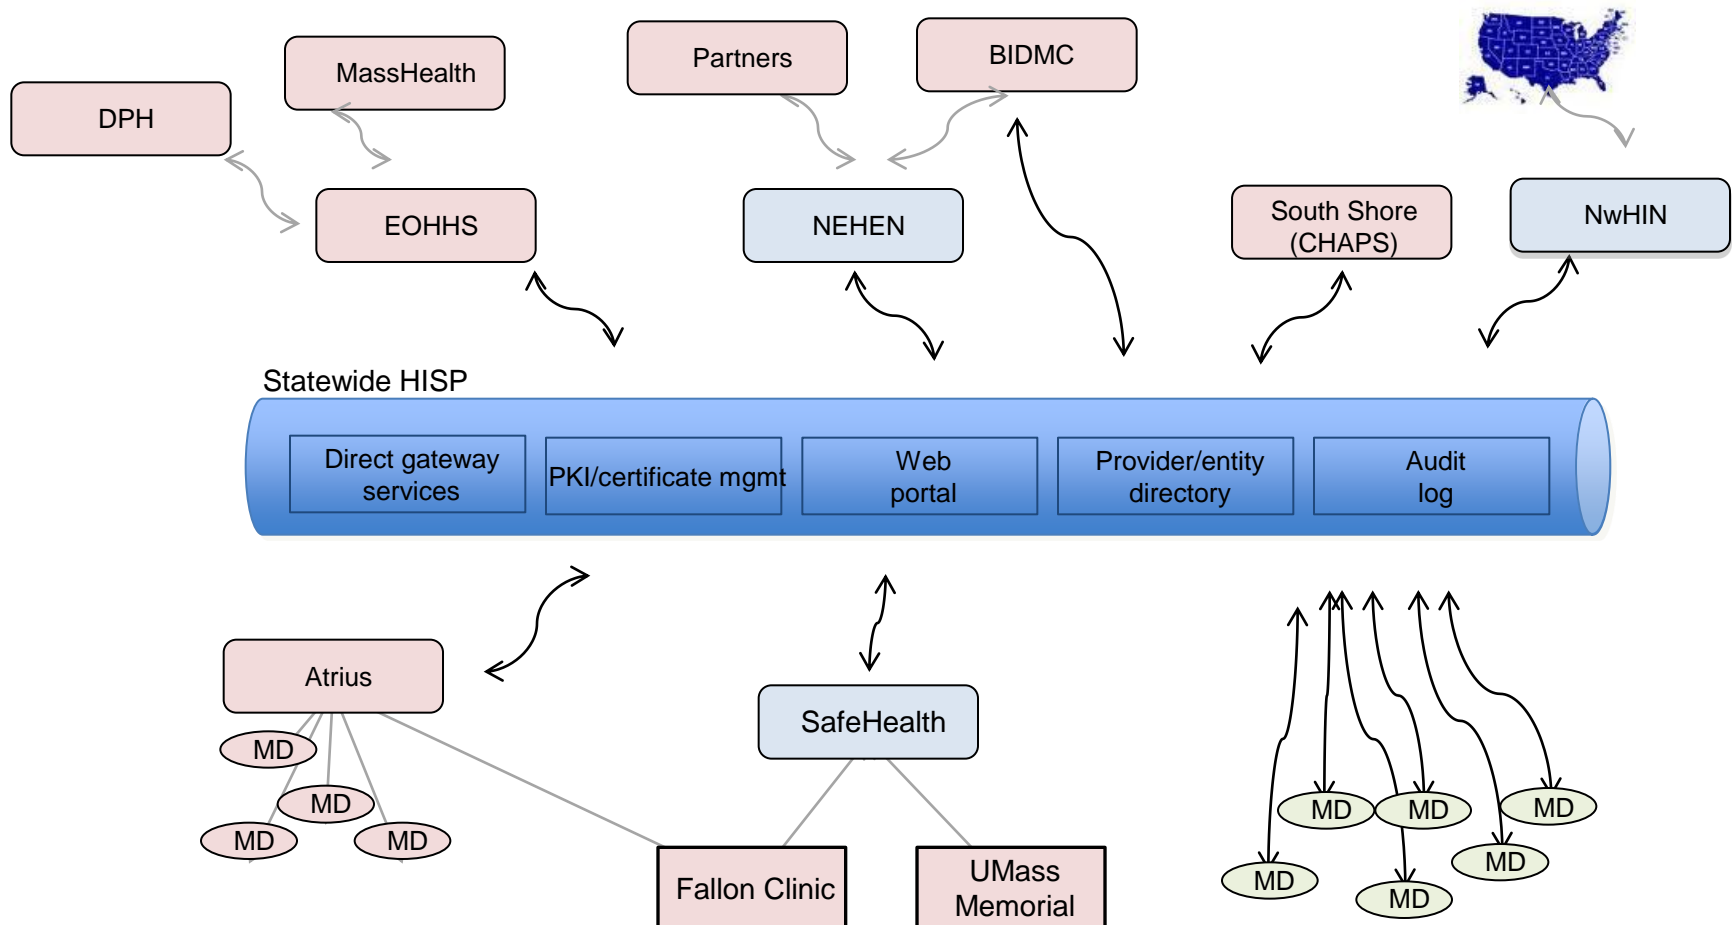 MassHealth
Partners
BIDMC
DPH
EOHHS
NEHEN
South Shore
(CHAPS)
NwHIN
Statewide HISP
Direct gateway
services
PKI/certificate mgmt
Web
portal
Provider/entity
directory
Audit
log
Atrius
SafeHealth
MD
MD
MD
MD
Fallon Clinic
UMass
Memorial
MD
MD
MD
MD
MD
MD